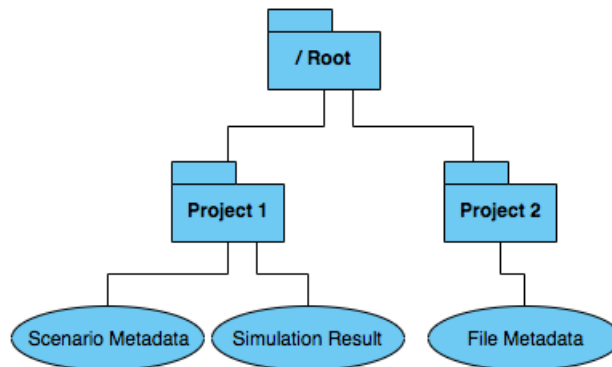 / Root
Project 1
Project 2
Scenario Metadata
Simulation Result
File Metadata